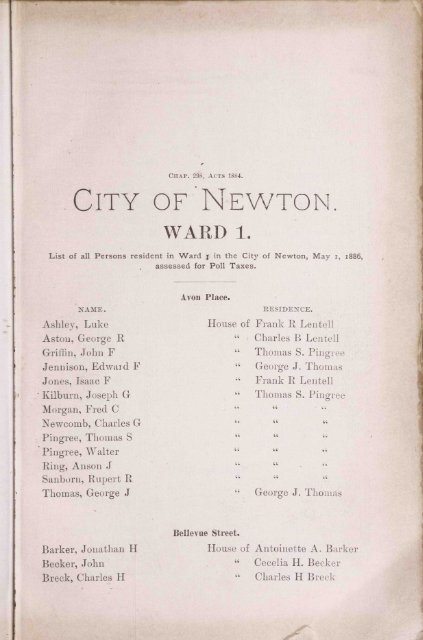 CHAP. 298, ACTS 1884.
CITY OF NEWTON.
WARD 1.
List of all Persons resident in Ward 1 in the City of Newton, May 1, 1886,
assessed for Poll Taxes.
Avon Place.
NAME. RESIDENCE.
Ashley, Luke House of Frank R Lentell
Aston, George R “ Charles B Lentell
Griffin, John F “ Thomas S. Pingree
Jennison, Edward F “ George J. Thomas
Jones, Isaac F “ Frank R Lentell
Kilburn, Joseph G “ Thomas S. Pingree
Morgan, Fred C “ “ “
Newcomb, Charles G “ “ “
Pingree, Thomas S “ “ “
Pingree, Walter “ “ “
Ring, Anson J “ “ “
Sanborn, Rupert R “ “ “
Thomas, George J “ George J. Thomas
Bellevue Street.
Barker, Jonathan H House of Antoinette A. Barker
Becker, John “ Cecelia H. Becker
Breck, Charles H “ Charles H Breck